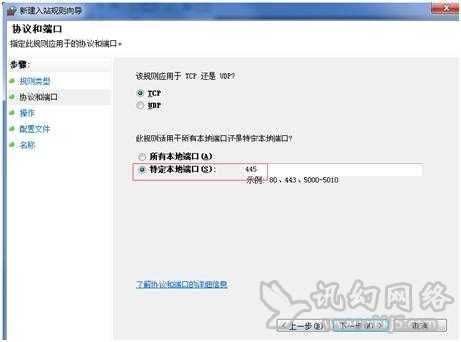 新建入站规则向导
协议和端口
指定此规则应用于的协议和端口。
步骤:
规则类型
协议和端口
操作
配置文件
名称
该规则应用于 TCP 还是 UDP?
TCP
UDP
此规则适用于所有本地端口还是特定本地端口?
所有本地端口(A)
特定本地端口(S): 445
示例: 80、443、5000-5010
了解协议和端口的详细信息
讯幻网络
< 上一步(B) 下一步(N) > 取消